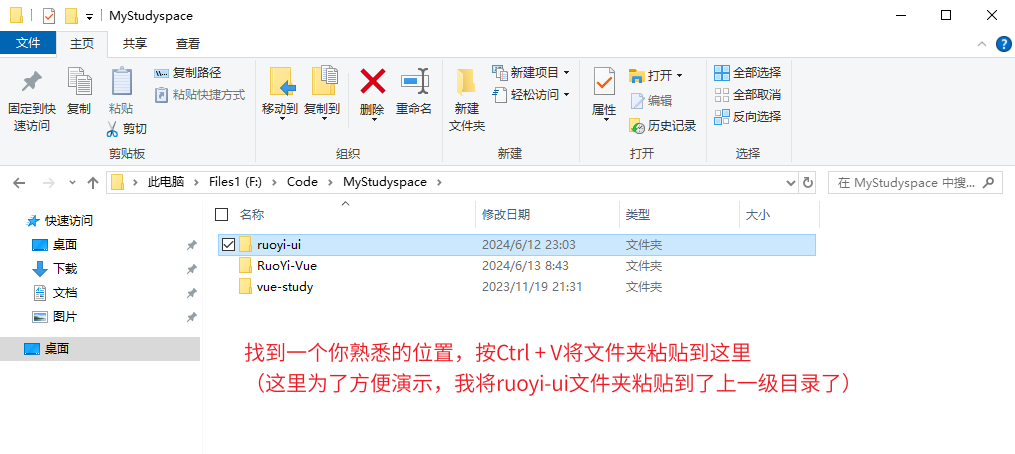 MyStudyspace
文件 主页 共享 查看
固定到快速访问
复制
粘贴
复制路径
粘贴快捷方式
剪切
剪贴板
移动到
复制到
删除
重命名
组织
新建文件夹
新建项目
轻松访问
新建
属性
打开
编辑
历史记录
打开
全部选择
全部取消
反向选择
选择
此电脑 Files1 (F:) Code MyStudyspace
在 MyStudyspace 中搜...
快速访问
桌面
下载
文档
图片
桌面
名称 修改日期 类型 大小
ruoyi-ui 2024/6/12 23:03 文件夹
RuoYi-Vue 2024/6/13 8:43 文件夹
vue-study 2023/11/19 21:31 文件夹
找到一个你熟悉的位置，按Ctrl + V将文件夹粘贴到这里
（这里为了方便演示，我将ruoyi-ui文件夹粘贴到了上一级目录了）